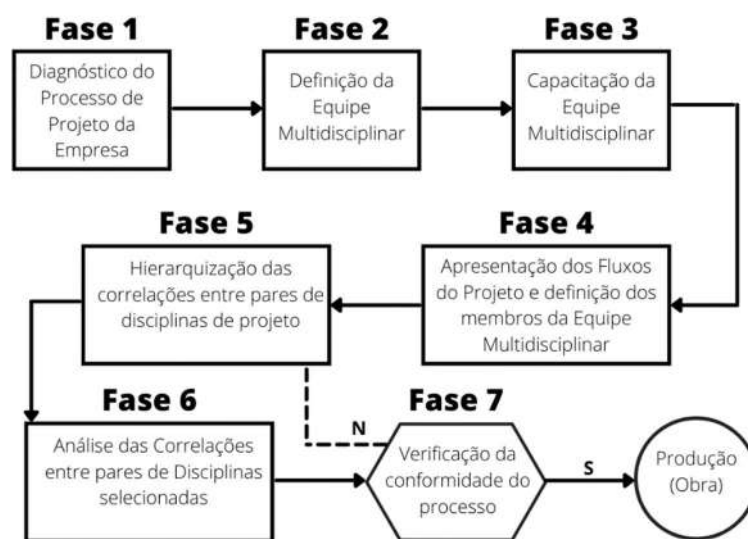 Fase 1
Diagnóstico do
Processo de
Projeto da
Empresa
Fase 2
Definição da
Equipe
Multidisciplinar
Fase 3
Capacitação da
Equipe
Multidisciplinar
Fase 4
Apresentação dos Fluxos
do Projeto e definição dos
membros da Equipe
Multidisciplinar
Fase 5
Hierarquização das
correlações entre pares de
disciplinas de projeto
Fase 6
Análise das Correlações
entre pares de Disciplinas
selecionadas
Fase 7
Verificação da
conformidade do
processo
N
S
Produção
(Obra)